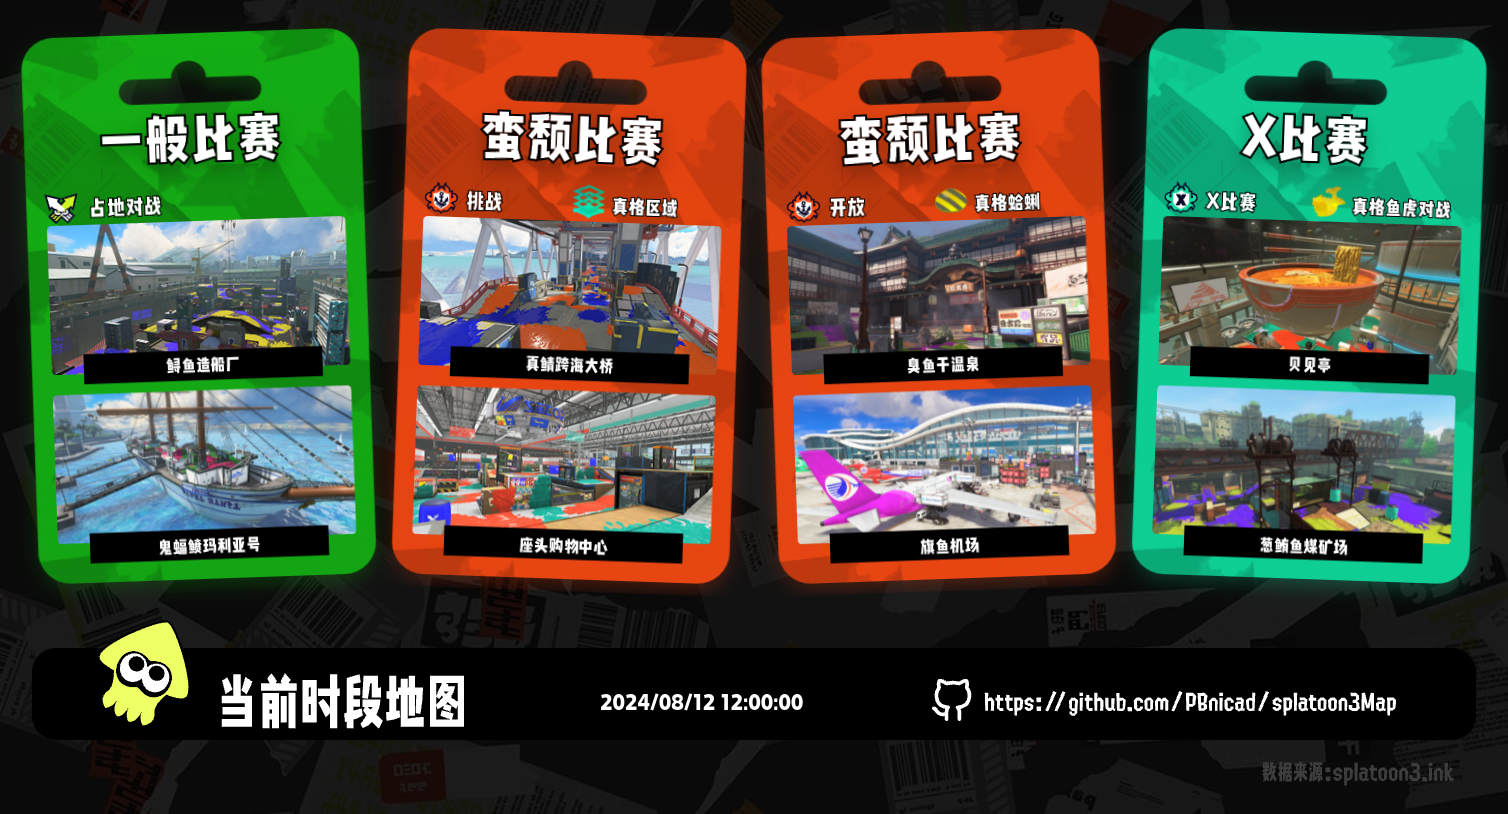 一般比赛
占地对战
鲟鱼造船厂
鬼蝠鲼玛利亚号
蛮颓比赛
挑战
真格区域
真鲭跨海大桥
座头购物中心
蛮颓比赛
开放
真格蛤蜊
臭鱼干温泉
旗鱼机场
X比赛
X比赛
真格鱼虎对战
贝见亭
葱鲔鱼煤矿场
当前时段地图
2024/08/12 12:00:00
https://github.com/PBnicad/splatoon3Map
数据来源:splatoon3.ink